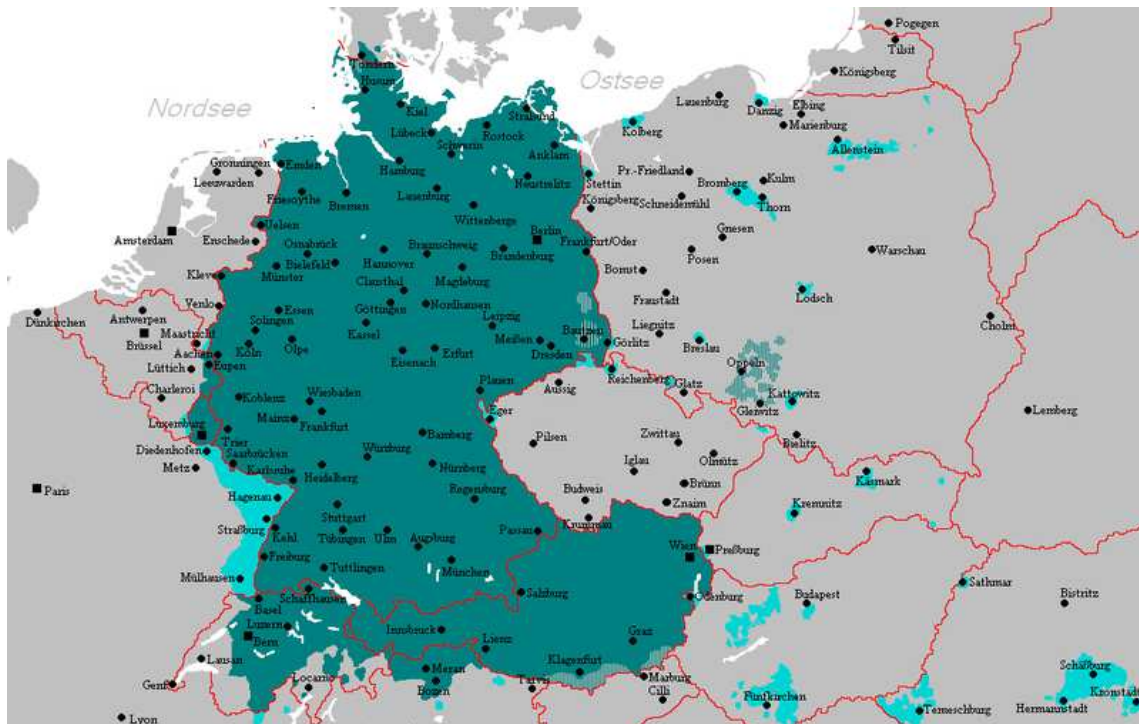 Pogegen
Tilsit
Königsberg
Tondern
Husum
Ostsee
Nordsee
Kiel
Stralsund
Lauenburg
Danzig
Elbing
Marienburg
Kolberg
Rostock
Lübeck
Schwerin
Anklam
Allenstein
Gronningen
Leeuwarden
Emden
Hamburg
Neustrelitz
Stettin
Pr.-Friedland
Bromberg
Kulm
Friesoythe
Bremen
Lauenburg
Wittenberge
Königsberg
Schneidemühl
Thorn
Uelsen
Amsterdam
Enschede
Osnabrück
Braunschweig
Berlin
Frankfurt/Oder
Gnesen
Posen
Warschau
Bielefeld
Hannover
Brandenburg
Münster
Kleve
Clausthal
Magdeburg
Bomst
Fraustadt
Lodsch
Venlo
Essen
Göttingen
Nordhausen
Dünkirchen
Antwerpen
Solingen
Kassel
Leipzig
Bautzen
Liegnitz
Cholm
Maastricht
Brüssel
Köln
Olpe
Meißen
Dresden
Görlitz
Breslau
Aachen
Eupen
Eisenach
Erfurt
Lüttich
Plauen
Aussig
Reichenberg
Glatz
Oppeln
Charleroi
Koblenz
Wiesbaden
Kattowitz
Gleiwitz
Eger
Luxemburg
Mainz
Frankfurt
Lemberg
Trier
Bamberg
Pilsen
Zwittau
Bielitz
Diedenhofen
Saarbrücken
Würzburg
Metz
Karlsruhe
Heidelberg
Nürnberg
Iglau
Olmütz
Käsmark
Brünn
Paris
Hagenau
Regensburg
Budweis
Znaim
Kremnitz
Straßburg
Stuttgart
Krummau
Kehl
Tübingen
Ulm
Augsburg
Passau
Wien
Preßburg
Freiburg
München
Mülhausen
Tuttlingen
Schaffhausen
Salzburg
Ödenburg
Budapest
Sathmar
Bistritz
Basel
Luzern
Bern
Innsbruck
Lienz
Graz
Lausan
Meran
Klagenfurt
Schäßburg
Genf
Locarno
Bozen
Tarvis
Marburg
Cilli
Fünfkirchen
Kronstadt
Hermannstadt
Temeschburg
Lyon